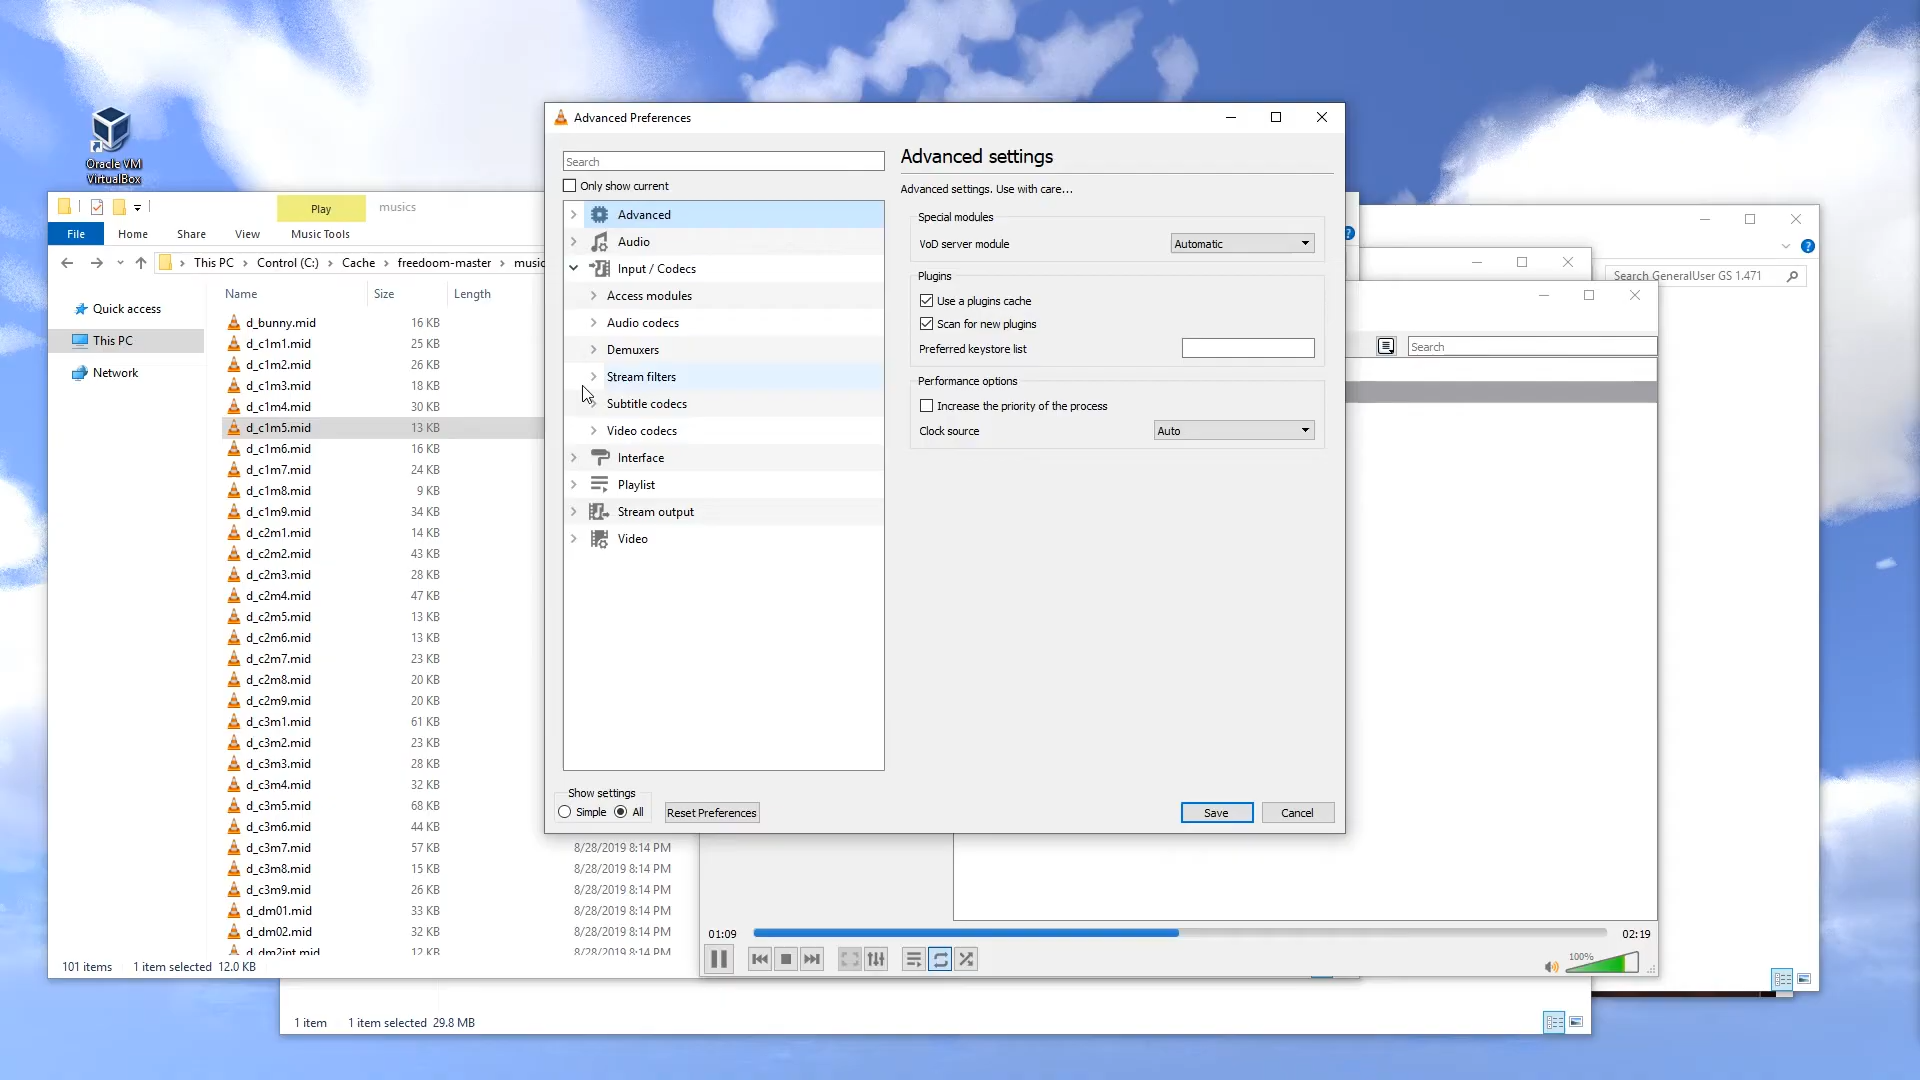 Oracle VM
VirtualBox
Advanced Preferences
Search
Only show current
Advanced
Audio
Input / Codecs
Access modules
Audio codecs
Demuxers
Stream filters
Subtitle codecs
Video codecs
Interface
Playlist
Stream output
Video
Advanced settings
Advanced settings. Use with care...
Special modules
VoD server module
Automatic
Plugins
Use a plugins cache
Scan for new plugins
Preferred keystore list
Performance options
Increase the priority of the process
Clock source
Auto
Show settings
Simple
All
Reset Preferences
Save
Cancel
Play
musics
File
Home
Share
View
Music Tools
This PC
Control (C:)
Cache
freedoom-master
music
Quick access
This PC
Network
Name
Size
Length
d_bunny.mid 16 KB
d_c1m1.mid 25 KB
d_c1m2.mid 26 KB
d_c1m3.mid 18 KB
d_c1m4.mid 30 KB
d_c1m5.mid 13 KB
d_c1m6.mid 16 KB
d_c1m7.mid 24 KB
d_c1m8.mid 9 KB
d_c1m9.mid 34 KB
d_c2m1.mid 14 KB
d_c2m2.mid 43 KB
d_c2m3.mid 28 KB
d_c2m4.mid 47 KB
d_c2m5.mid 13 KB
d_c2m6.mid 13 KB
d_c2m7.mid 23 KB
d_c2m8.mid 20 KB
d_c2m9.mid 20 KB
d_c3m1.mid 61 KB
d_c3m2.mid 23 KB
d_c3m3.mid 28 KB
d_c3m4.mid 32 KB
d_c3m5.mid 68 KB
d_c3m6.mid 44 KB
d_c3m7.mid 57 KB 8/28/2019 8:14 PM
d_c3m8.mid 15 KB 8/28/2019 8:14 PM
d_c3m9.mid 26 KB 8/28/2019 8:14 PM
d_dm01.mid 33 KB 8/28/2019 8:14 PM
d_dm02.mid 32 KB 8/28/2019 8:14 PM
d_dm2int.mid 12 KB 8/28/2019 8:14 PM
101 items 1 item selected 12.0 KB
Search GeneralUser GS 1.471
Search
01:09
02:19
100%
1 item 1 item selected 29.8 MB